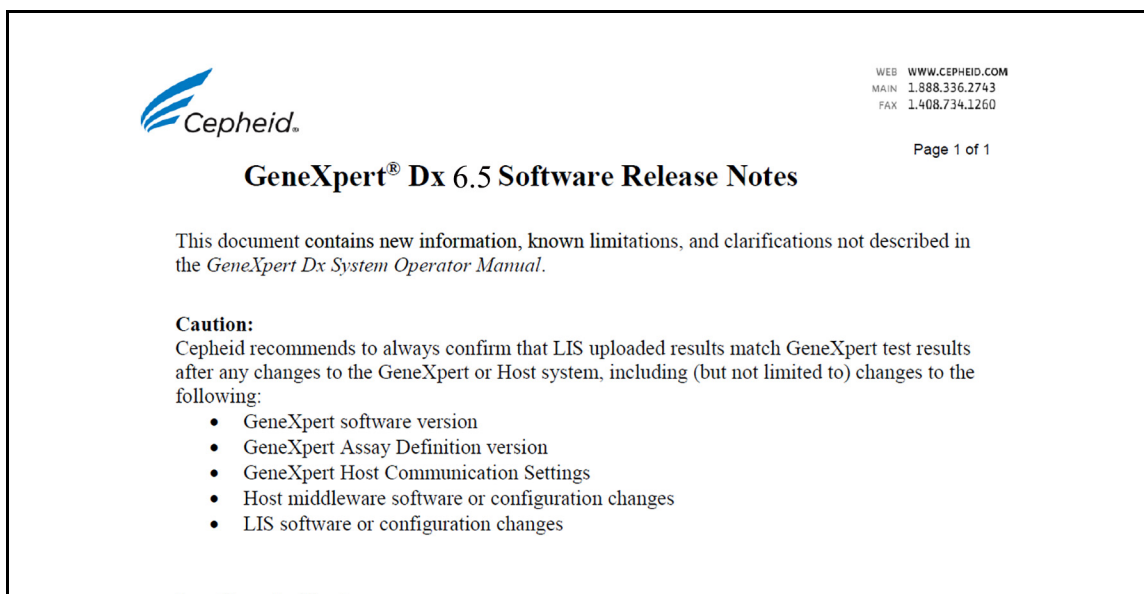 Cepheid®
WEB WWW.CEPHEID.COM
MAIN 1.888.336.2743
FAX 1.408.734.1260
Page 1 of 1
GeneXpert® Dx 6.5 Software Release Notes
This document contains new information, known limitations, and clarifications not described in
the GeneXpert Dx System Operator Manual.
Caution:
Cepheid recommends to always confirm that LIS uploaded results match GeneXpert test results
after any changes to the GeneXpert or Host system, including (but not limited to) changes to the
following:
• GeneXpert software version
• GeneXpert Assay Definition version
• GeneXpert Host Communication Settings
• Host middleware software or configuration changes
• LIS software or configuration changes